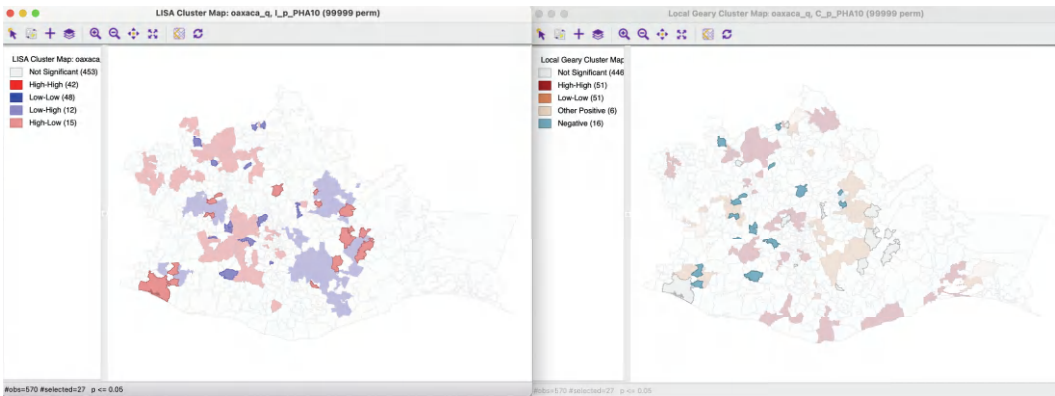 LISA Cluster Map: oaxaca_q, I_p_PHA10 (99999 perm)
LISA Cluster Map: oaxaca
Not Significant (453)
High-High (42)
Low-Low (48)
Low-High (12)
High-Low (15)
#obs=570 #selected=27 p <= 0.05
Local Geary Cluster Map: oaxaca_q, C_p_PHA10 (99999 perm)
Local Geary Cluster Map
Not Significant (446
High-High (51)
Low-Low (51)
Other Positive (6)
Negative (16)
#obs=570 #selected=27 p <= 0.05